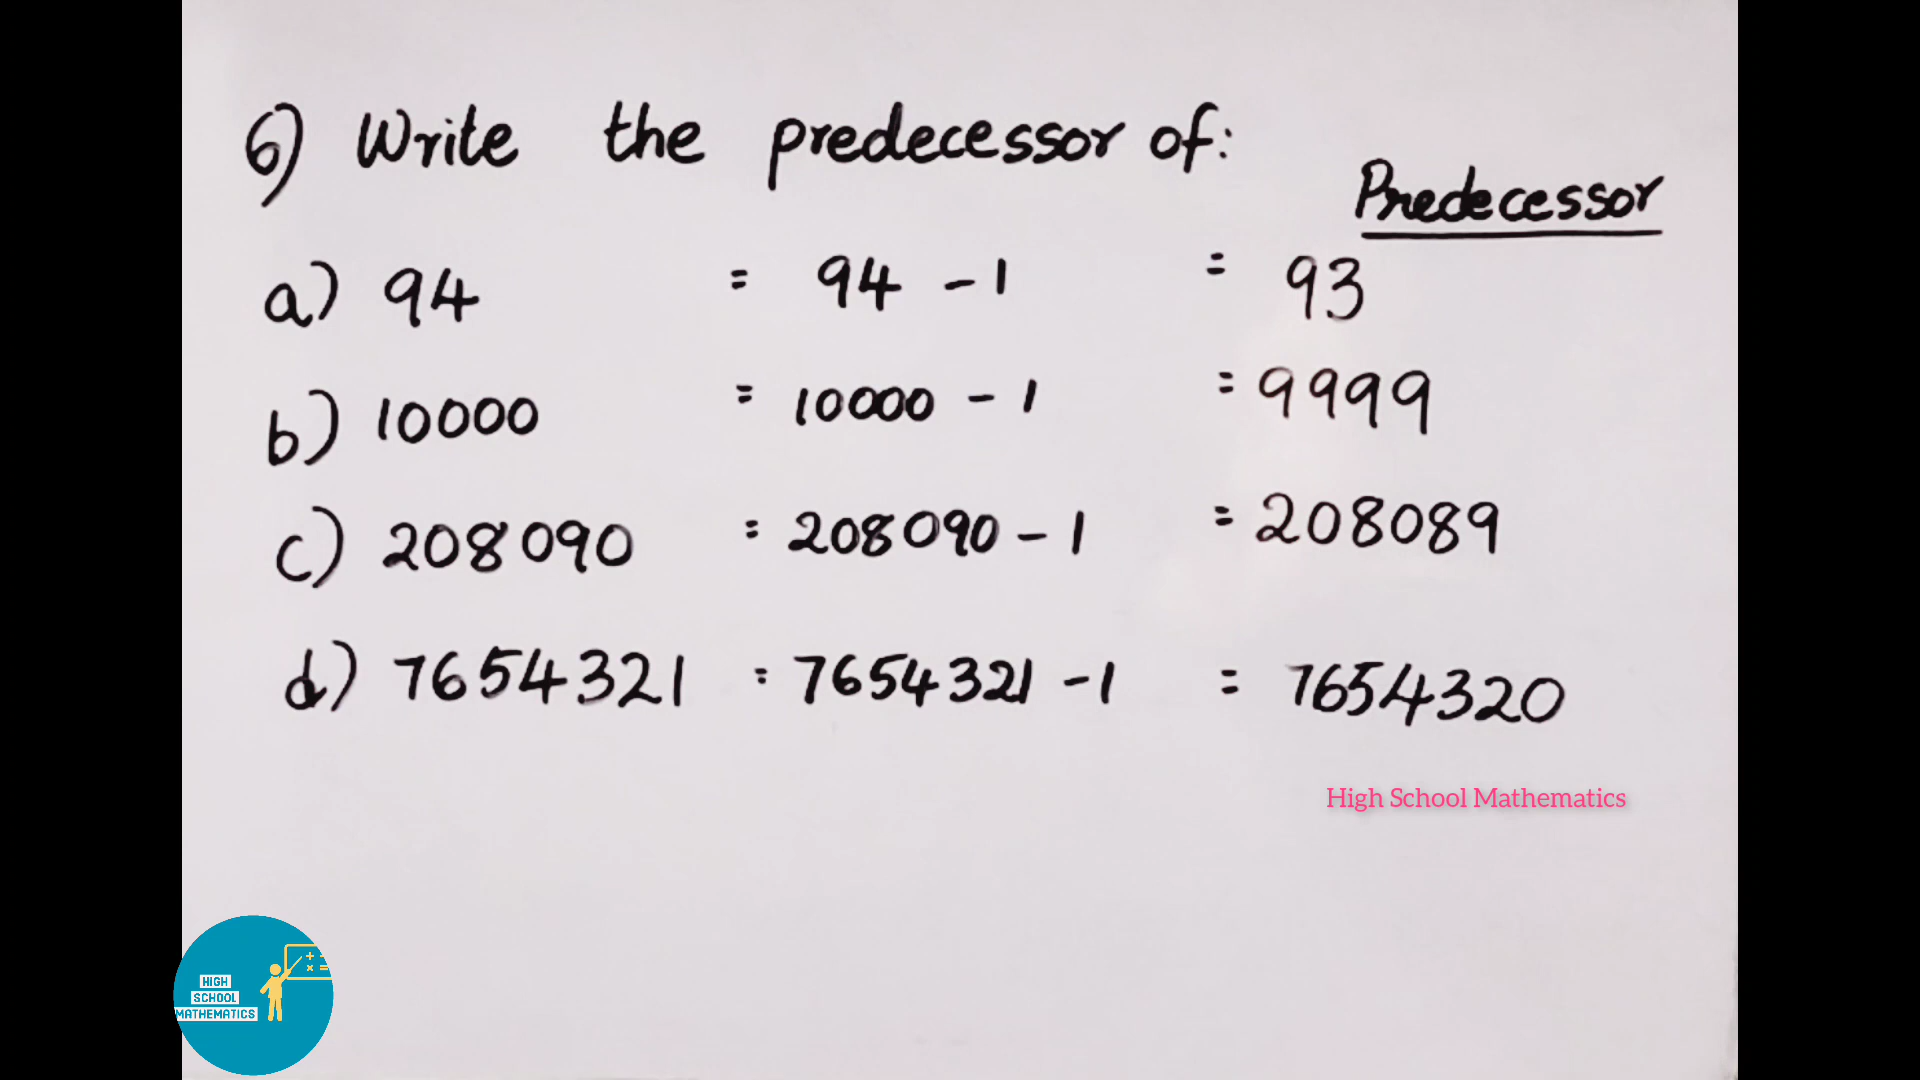 6) Write the predecessor of:
Predecessor
a) 94 = 94 - 1 = 93
b) 10000 = 10000 - 1 = 9999
c) 208090 = 208090 - 1 = 208089
d) 7654321 = 7654321 - 1 = 7654320
High School Mathematics
HIGH
SCHOOL
MATHEMATICS